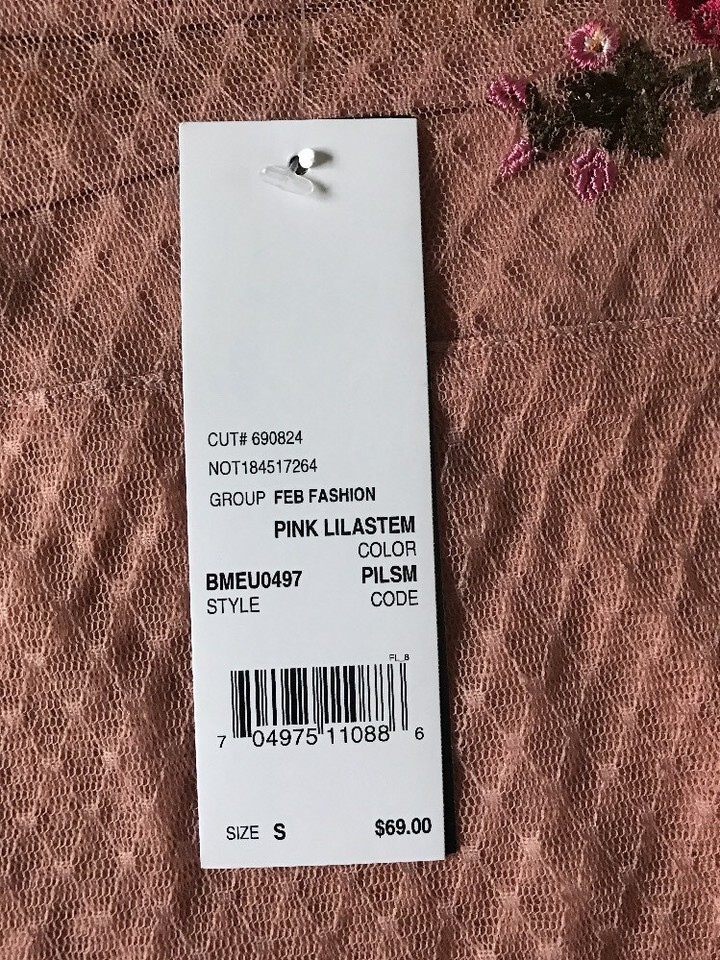 CUT# 690824
NOT184517264
GROUP FEB FASHION
PINK LILASTEM
COLOR
BMEU0497 PILSM
STYLE CODE
FL_8
7 04975 11088 6
SIZE S $69.00